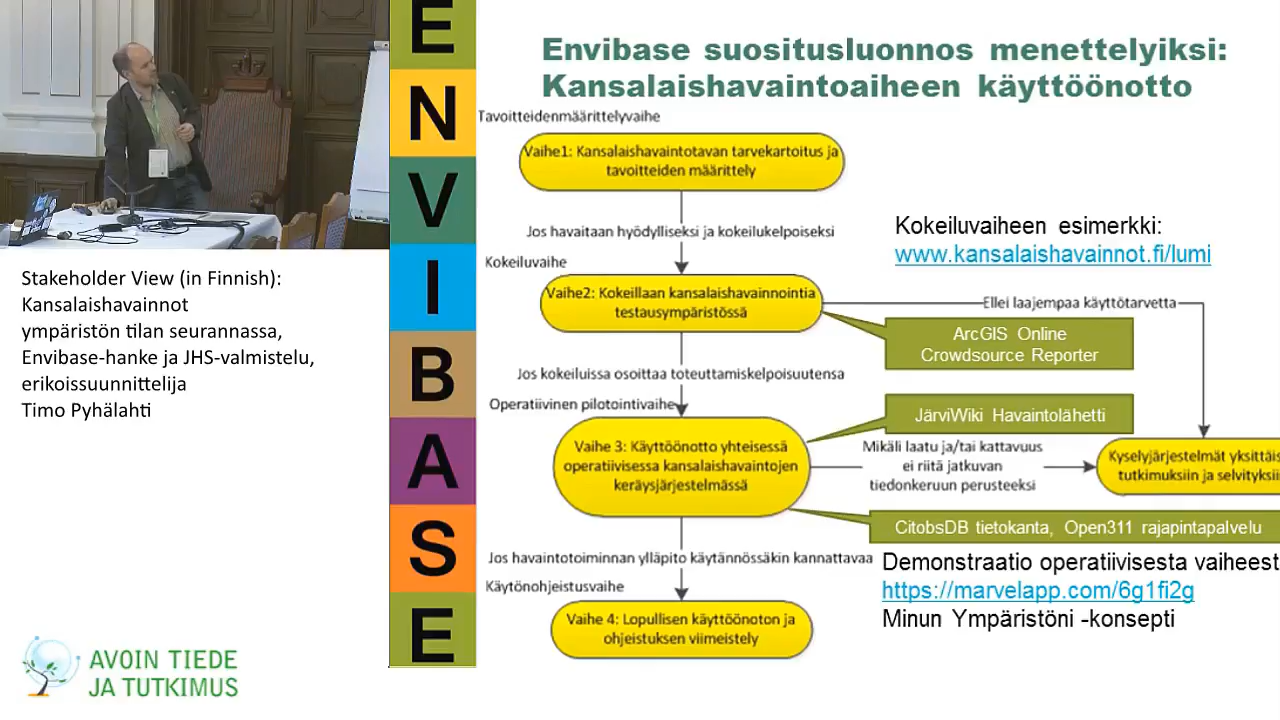 Envibase suositusluonnos menettelyiksi:
Kansalaishavaintoaiheen käyttöönotto
Tavoitteidenmäärittelyvaihe
Vaihe1: Kansalaishavaintotavan tarvekartoitus ja
tavoitteiden määrittely
Jos havaitaan hyödylliseksi ja kokeilukelpoiseksi
Kokeiluvaiheen esimerkki:
www.kansalaishavainnot.fi/lumi
Kokeiluvaihe
Vaihe2: Kokeillaan kansalaishavainnointia
testausympäristössä
Ellei laajempaa käyttötarvetta
ArcGIS Online
Crowdsource Reporter
Jos kokeiluissa osoittaa toteuttamiskelpoisuutensa
Operatiivinen pilotointivaihe
JärviWiki Havaintolähetti
Vaihe 3: Käyttöönotto yhteisessä
operatiivisessa kansalaishavaintojen
keräysjärjestelmässä
Mikäli laatu ja/tai kattavuus
ei riitä jatkuvan
tiedonkeruun perusteeksi
Kyselyjärjestelmät yksittäis
tutkimuksiin ja selvityksii
CitobsDB tietokanta, Open311 rajapintapalvelu
Jos havaintotoiminnan ylläpito käytännössäkin kannattavaa
Demonstraatio operatiivisesta vaiheest
https://marvelapp.com/6g1fi2g
Minun Ympäristöni -konsepti
Käytönohjeistusvaihe
Vaihe 4: Lopullisen käyttöönoton ja
ohjeistuksen viimeistely
E
N
V
I
B
A
S
E
Stakeholder View (in Finnish):
Kansalaishavainnot
ympäristön tilan seurannassa,
Envibase-hanke ja JHS-valmistelu,
erikoissuunnittelija
Timo Pyhälahti
AVOIN TIEDE
JA TUTKIMUS